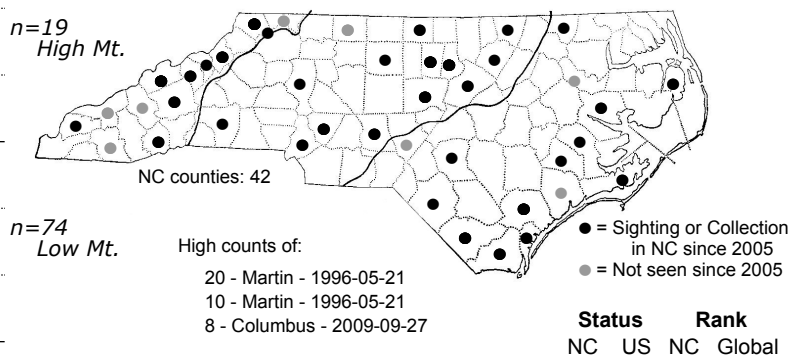 n=19
High Mt.
NC counties: 42
n=74
Low Mt.
High counts of:
20 - Martin - 1996-05-21
10 - Martin - 1996-05-21
8 - Columbus - 2009-09-27
= Sighting or Collection
in NC since 2005
= Not seen since 2005
Status Rank
NC US NC Global